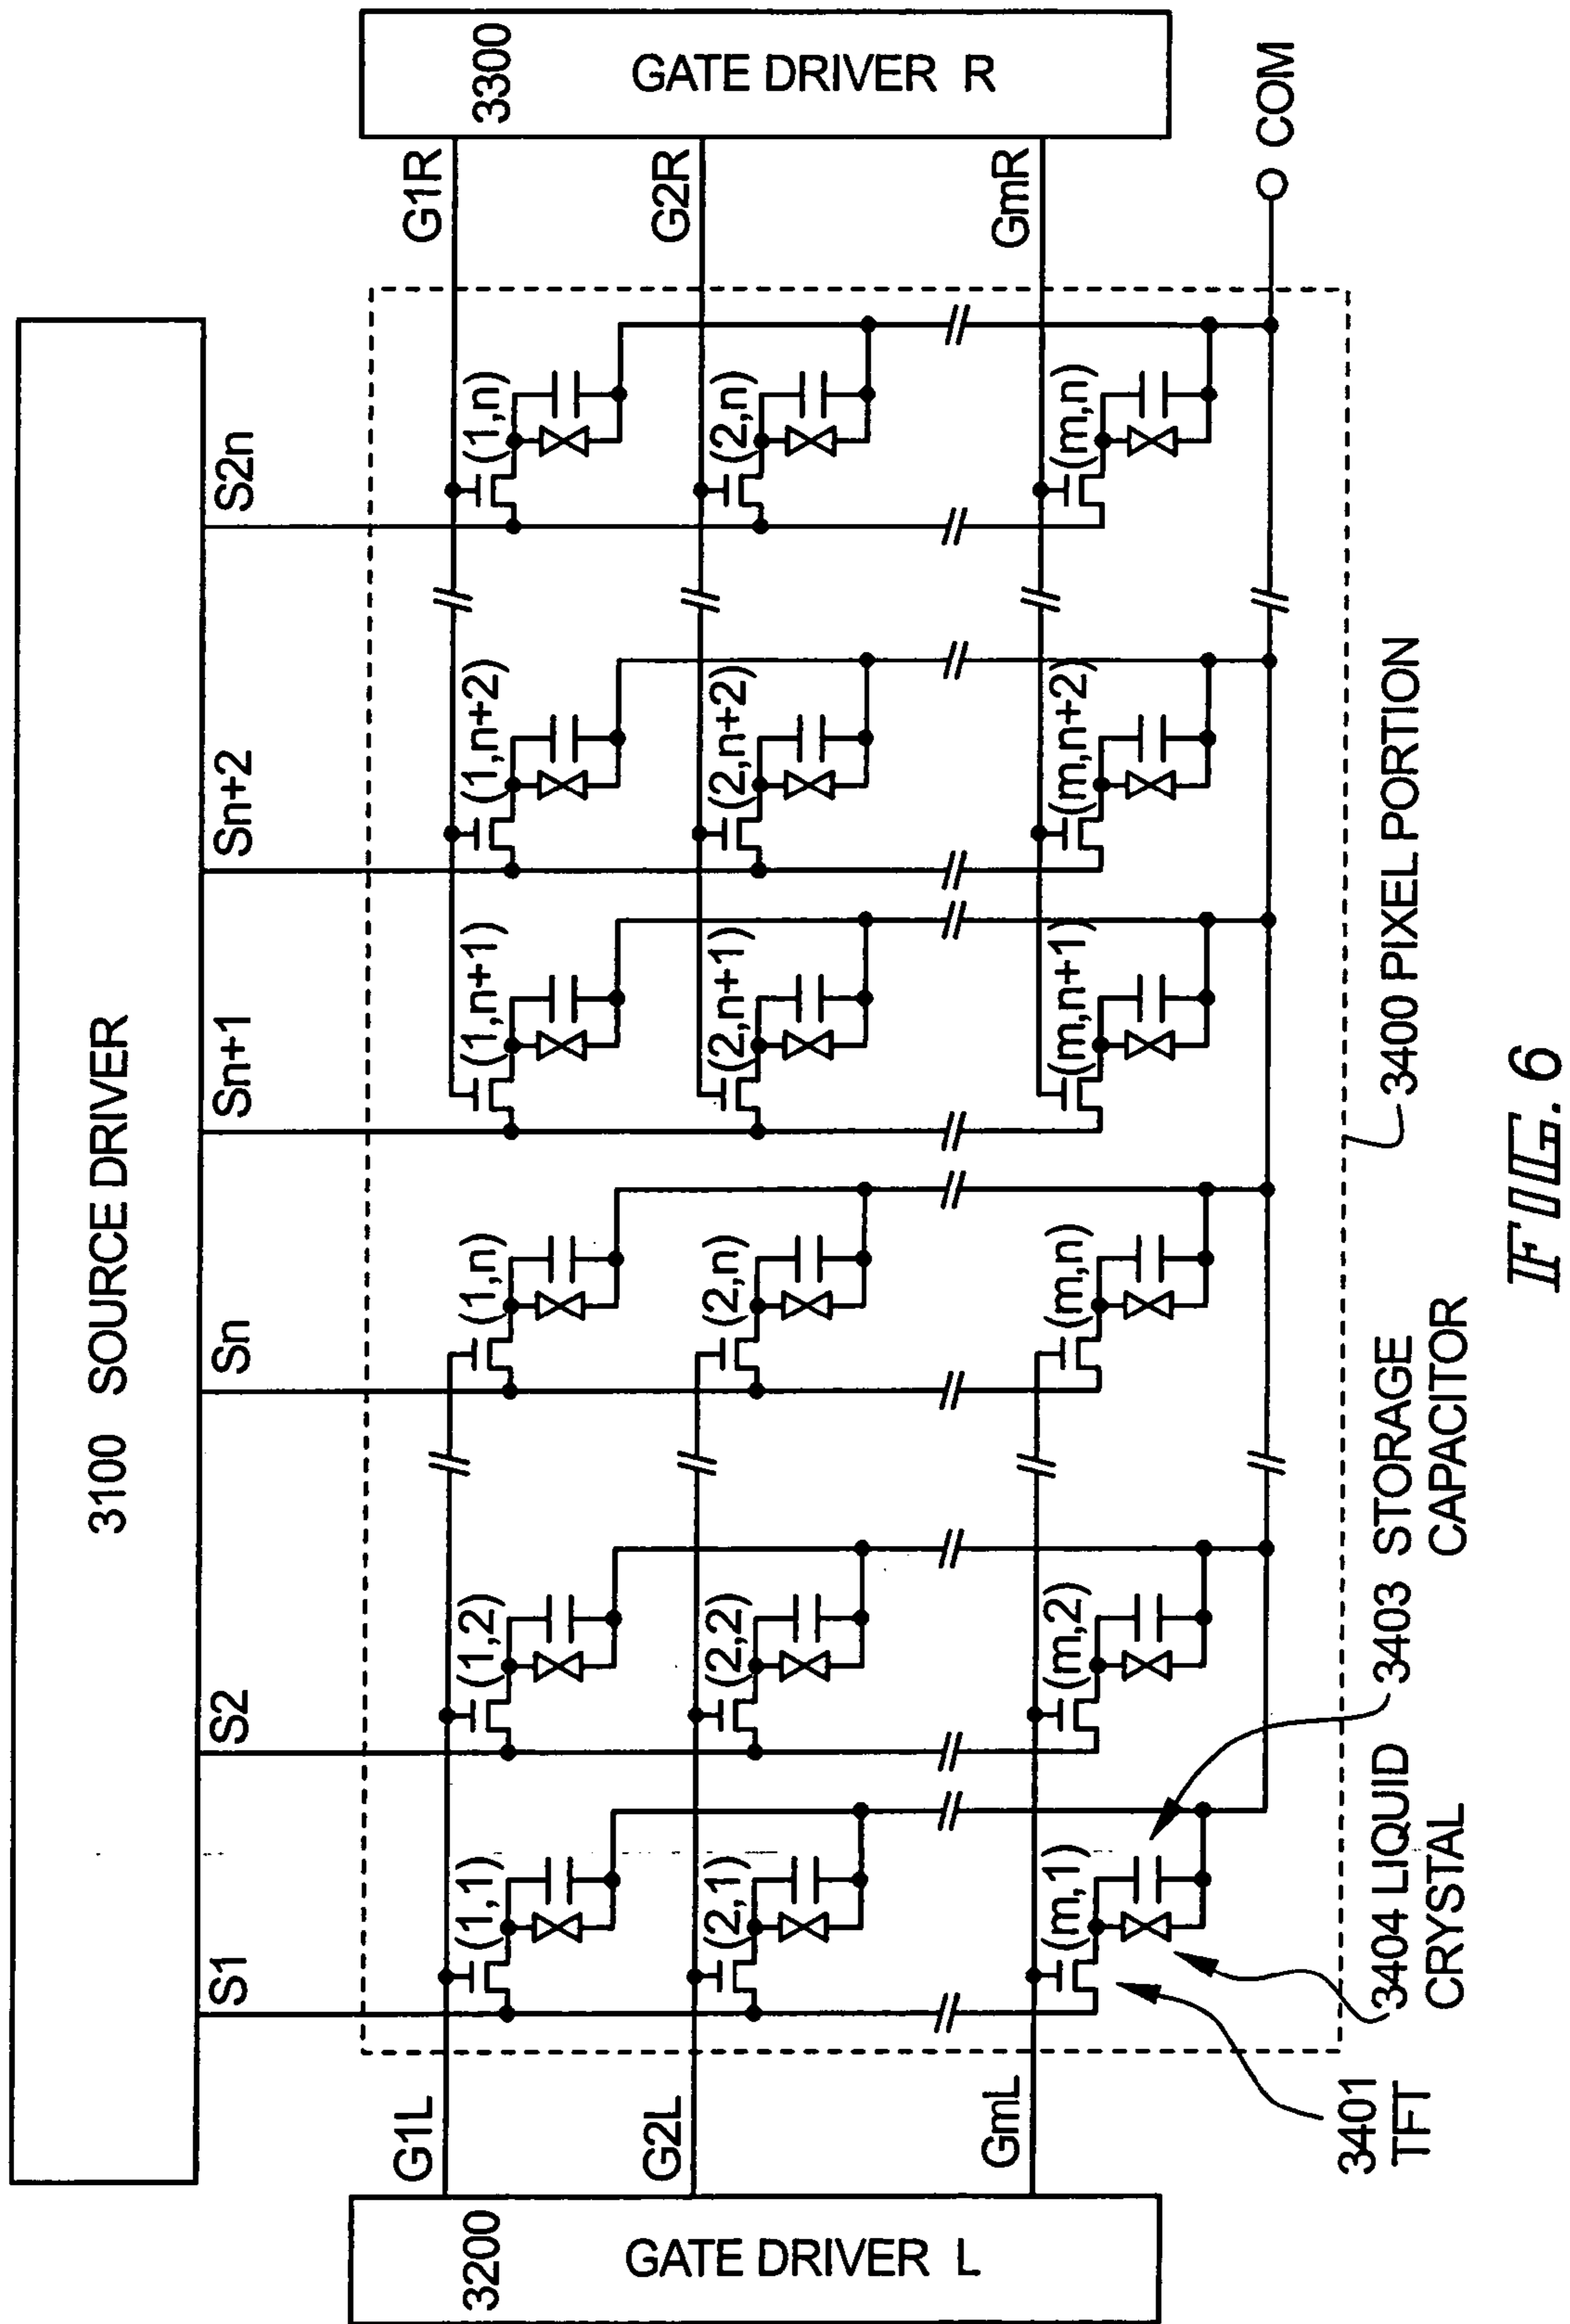 3100 SOURCE DRIVER
S1
S2
Sn
Sn+1
Sn+2
S2n
3200
GATE DRIVER L
3300
GATE DRIVER R
G1L
(1,1)
(1,2)
(1,n)
(1,n+1)
(1,n+2)
(1,n)
G1R
G2L
(2,1)
(2,2)
(2,n)
(2,n+1)
(2,n+2)
(2,n)
G2R
GmL
(m,1)
(m,2)
(m,n)
(m,n+1)
(m,n+2)
(m,n)
GmR
COM
3401
TFT
3404 LIQUID
CRYSTAL
3403 STORAGE
CAPACITOR
3400 PIXEL PORTION
FIG. 6